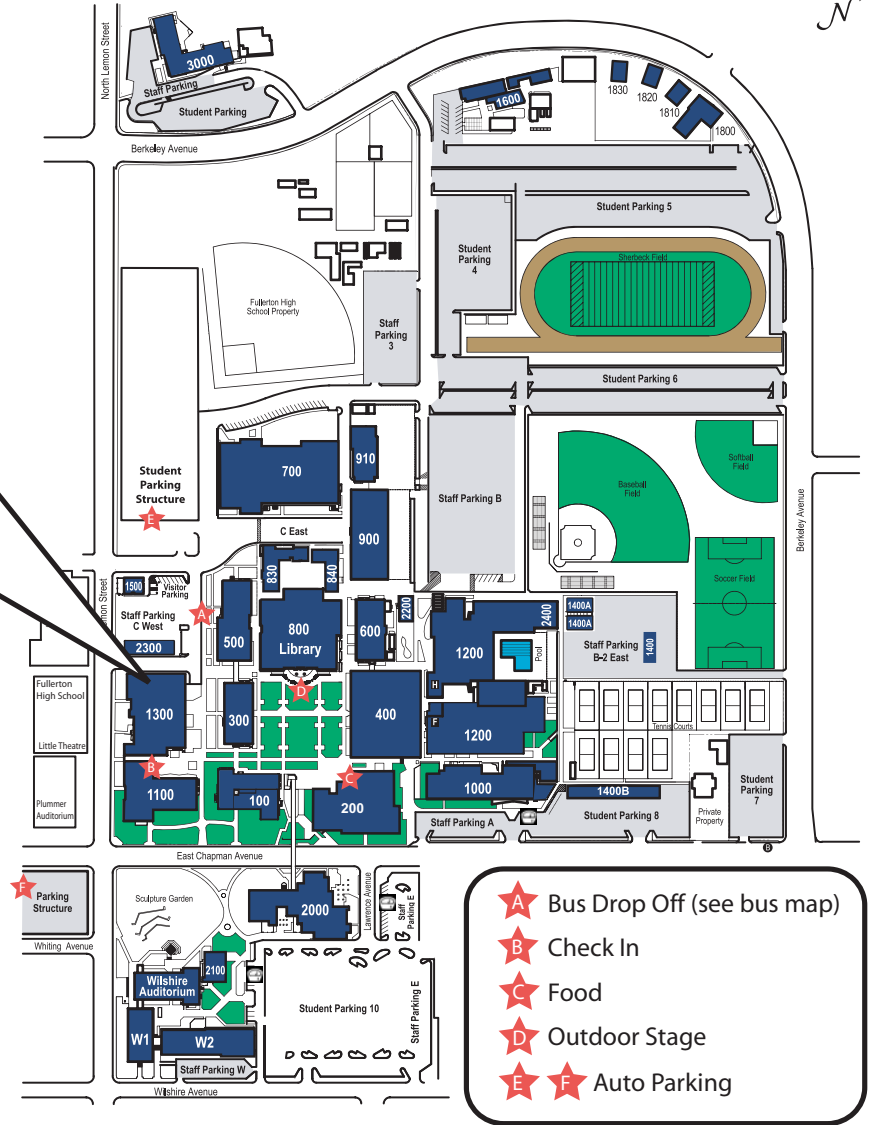 N
North Lemon Street
3000
Staff Parking
Student Parking
Berkeley Avenue
1600
1830
1820
1810
1800
Student Parking 5
Student
Parking
4
Sherbeck Field
Fullerton High
School Property
Staff
Parking
3
Student Parking 6
Student
Parking
Structure
E
700
910
Staff Parking B
Baseball
Field
Softball
Field
Berkeley Avenue
C East
900
830
840
Soccer Field
1500
Visitor
Parking
A
Staff Parking
C West
2300
500
800
Library
600
2200
1200
2400
Pool
1400A
1400A
Staff Parking
B-2 East
1400
Fullerton
High School
Little Theatre
1300
300
D
400
H
F
1200
Tennis Courts
B
1100
100
C
200
1000
1400B
Plummer
Auditorium
Staff Parking A
Student Parking 8
Private
Property
Student
Parking
7
B
East Chapman Avenue
F
Parking
Structure
Whiting Avenue
Sculpture Garden
2000
Lawrence Avenue
Staff
Parking E
2100
Wilshire
Auditorium
Student Parking 10
Staff Parking E
W1
W2
Staff Parking W
Wilshire Avenue
A Bus Drop Off (see bus map)
B Check In
C Food
D Outdoor Stage
E F Auto Parking